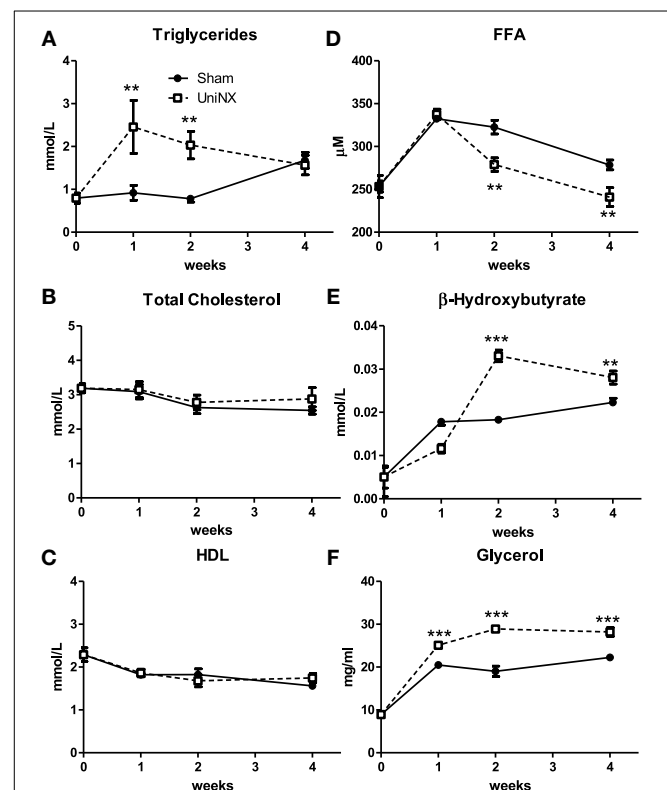 A
Triglycerides
Sham
UniNX
**
**
mmol/L
4
3
2
1
0
0 1 2 3 4
weeks
B
Total Cholesterol
mmol/L
5
4
3
2
1
0
0 1 2 3 4
weeks
C
HDL
mmol/L
4
3
2
1
0
0 1 2 3 4
weeks
D
FFA
µM
400
350
300
250
200
**
**
0 1 2 3 4
weeks
E
β-Hydroxybutyrate
mmol/L
0.04
0.03
0.02
0.01
0.00
***
**
0 1 2 3 4
weeks
F
Glycerol
mg/ml
40
30
20
10
0
***
***
***
0 1 2 3 4
weeks